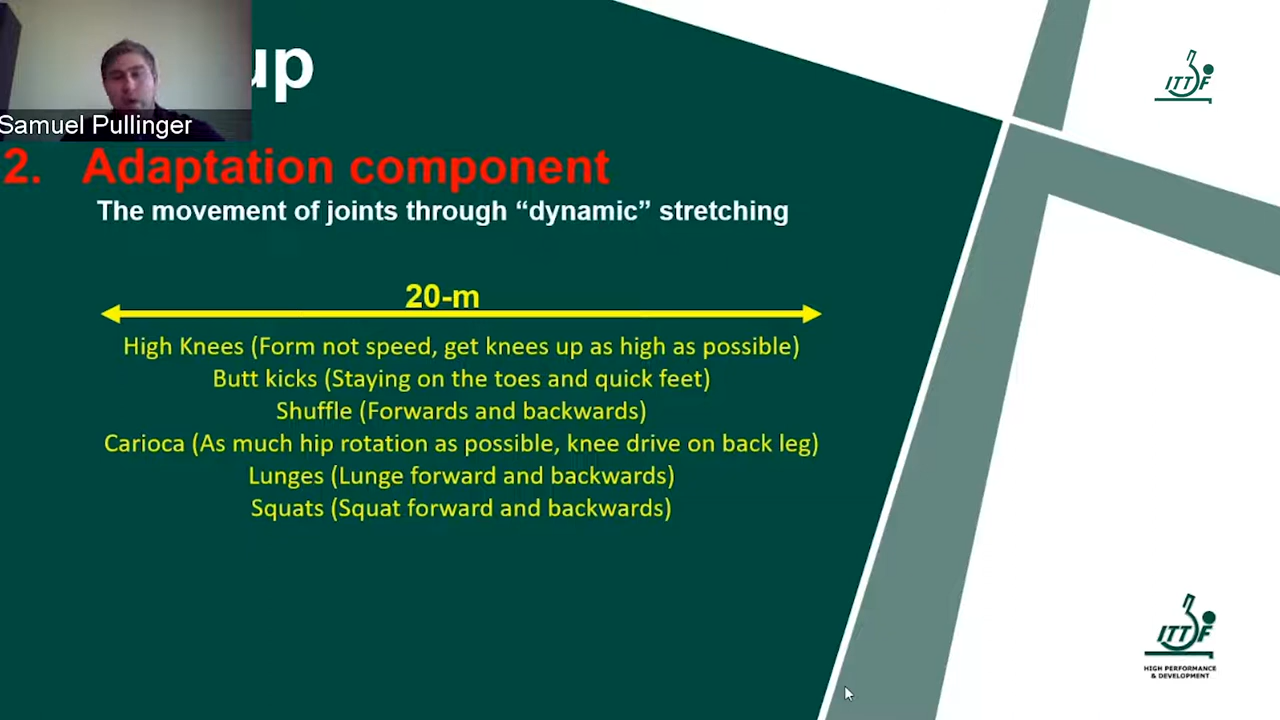 up
Samuel Pullinger
2. Adaptation component
The movement of joints through “dynamic” stretching
20-m
High Knees (Form not speed, get knees up as high as possible)
Butt kicks (Staying on the toes and quick feet)
Shuffle (Forwards and backwards)
Carioca (As much hip rotation as possible, knee drive on back leg)
Lunges (Lunge forward and backwards)
Squats (Squat forward and backwards)
ITTF
ITTF
HIGH PERFORMANCE
& DEVELOPMENT